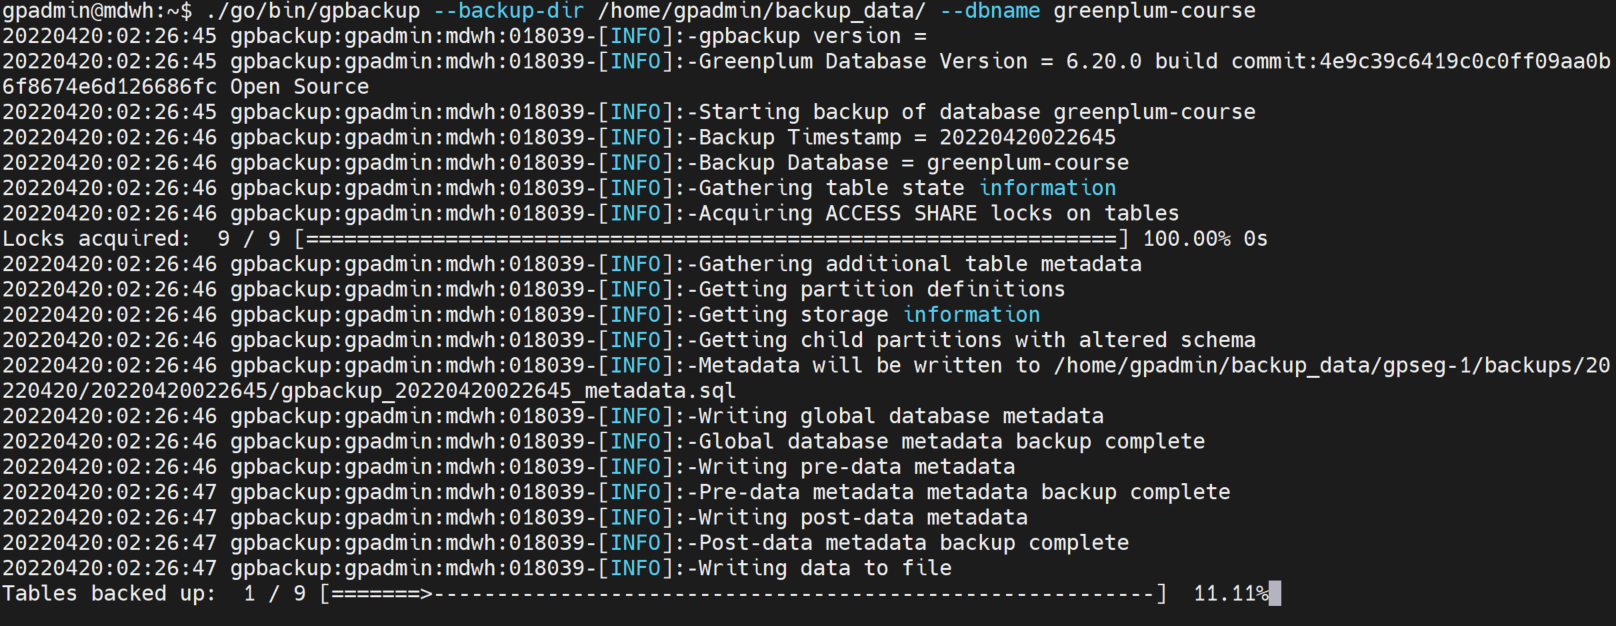 gpadmin@mdwh:~$ ./go/bin/gpbackup --backup-dir /home/gpadmin/backup_data/ --dbname greenplum-course
20220420:02:26:45 gpbackup:gpadmin:mdwh:018039-[INFO]:-gpbackup version =
20220420:02:26:45 gpbackup:gpadmin:mdwh:018039-[INFO]:-Greenplum Database Version = 6.20.0 build commit:4e9c39c6419c0c0ff09aa0b
6f8674e6d126686fc Open Source
20220420:02:26:45 gpbackup:gpadmin:mdwh:018039-[INFO]:-Starting backup of database greenplum-course
20220420:02:26:46 gpbackup:gpadmin:mdwh:018039-[INFO]:-Backup Timestamp = 20220420022645
20220420:02:26:46 gpbackup:gpadmin:mdwh:018039-[INFO]:-Backup Database = greenplum-course
20220420:02:26:46 gpbackup:gpadmin:mdwh:018039-[INFO]:-Gathering table state information
20220420:02:26:46 gpbackup:gpadmin:mdwh:018039-[INFO]:-Acquiring ACCESS SHARE locks on tables
Locks acquired:  9 / 9 [================================================================] 100.00% 0s
20220420:02:26:46 gpbackup:gpadmin:mdwh:018039-[INFO]:-Gathering additional table metadata
20220420:02:26:46 gpbackup:gpadmin:mdwh:018039-[INFO]:-Getting partition definitions
20220420:02:26:46 gpbackup:gpadmin:mdwh:018039-[INFO]:-Getting storage information
20220420:02:26:46 gpbackup:gpadmin:mdwh:018039-[INFO]:-Getting child partitions with altered schema
20220420:02:26:46 gpbackup:gpadmin:mdwh:018039-[INFO]:-Metadata will be written to /home/gpadmin/backup_data/gpseg-1/backups/20
220420/20220420022645/gpbackup_20220420022645_metadata.sql
20220420:02:26:46 gpbackup:gpadmin:mdwh:018039-[INFO]:-Writing global database metadata
20220420:02:26:46 gpbackup:gpadmin:mdwh:018039-[INFO]:-Global database metadata backup complete
20220420:02:26:46 gpbackup:gpadmin:mdwh:018039-[INFO]:-Writing pre-data metadata
20220420:02:26:47 gpbackup:gpadmin:mdwh:018039-[INFO]:-Pre-data metadata metadata backup complete
20220420:02:26:47 gpbackup:gpadmin:mdwh:018039-[INFO]:-Writing post-data metadata
20220420:02:26:47 gpbackup:gpadmin:mdwh:018039-[INFO]:-Post-data metadata backup complete
20220420:02:26:47 gpbackup:gpadmin:mdwh:018039-[INFO]:-Writing data to file
Tables backed up:  1 / 9 [=======>---------------------------------------------------------]  11.11%